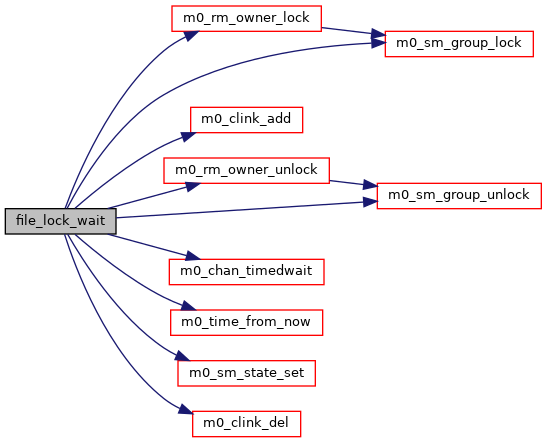 m0_rm_owner_lock
m0_sm_group_lock
m0_clink_add
m0_rm_owner_unlock
m0_sm_group_unlock
file_lock_wait
m0_chan_timedwait
m0_time_from_now
m0_sm_state_set
m0_clink_del